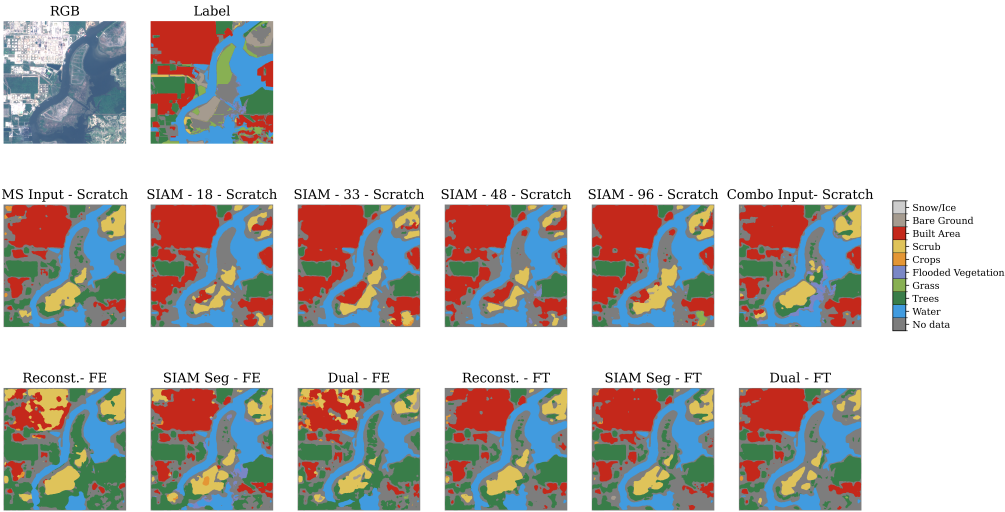 RGB Label
MS Input - Scratch SIAM - 18 - Scratch SIAM - 33 - Scratch SIAM - 48 - Scratch SIAM - 96 - Scratch Combo Input- Scratch
Snow/Ice
Bare Ground
Built Area
Scrub
Crops
Flooded Vegetation
Grass
Trees
Water
No data
Reconst.- FE SIAM Seg - FE Dual - FE Reconst. - FT SIAM Seg - FT Dual - FT